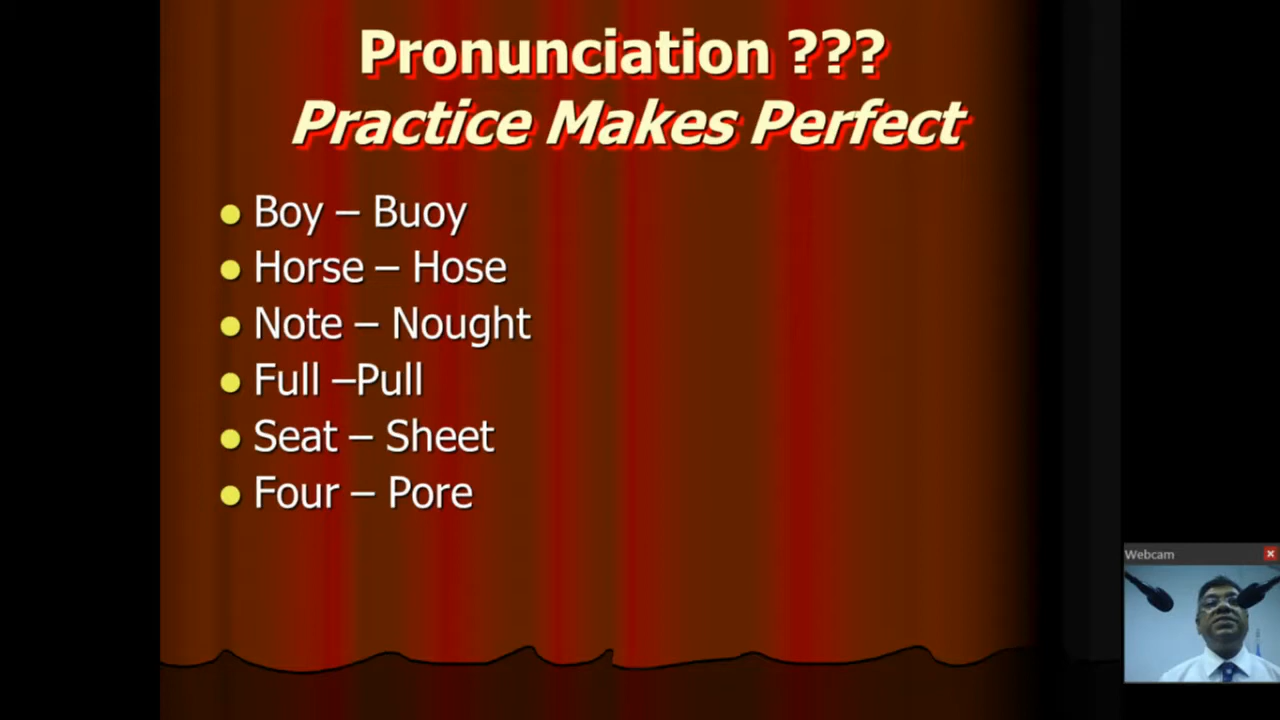 Pronunciation ???
Practice Makes Perfect
Boy – Buoy
Horse – Hose
Note – Nought
Full –Pull
Seat – Sheet
Four – Pore
Webcam